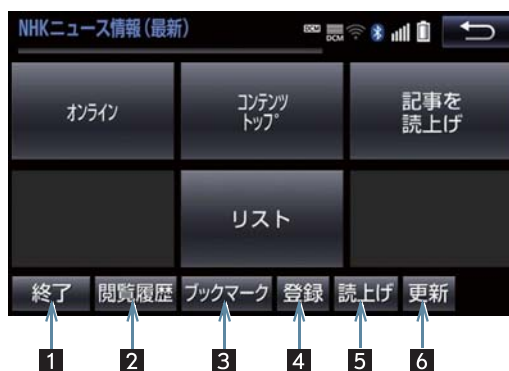 NHKニュース情報(最新)
DCM
DCM
オンライン
コンテンツ
トップ
記事を
読上げ
リスト
終了 閲覧履歴 ブックマーク 登録 読上げ 更新
1 2 3 4 5 6